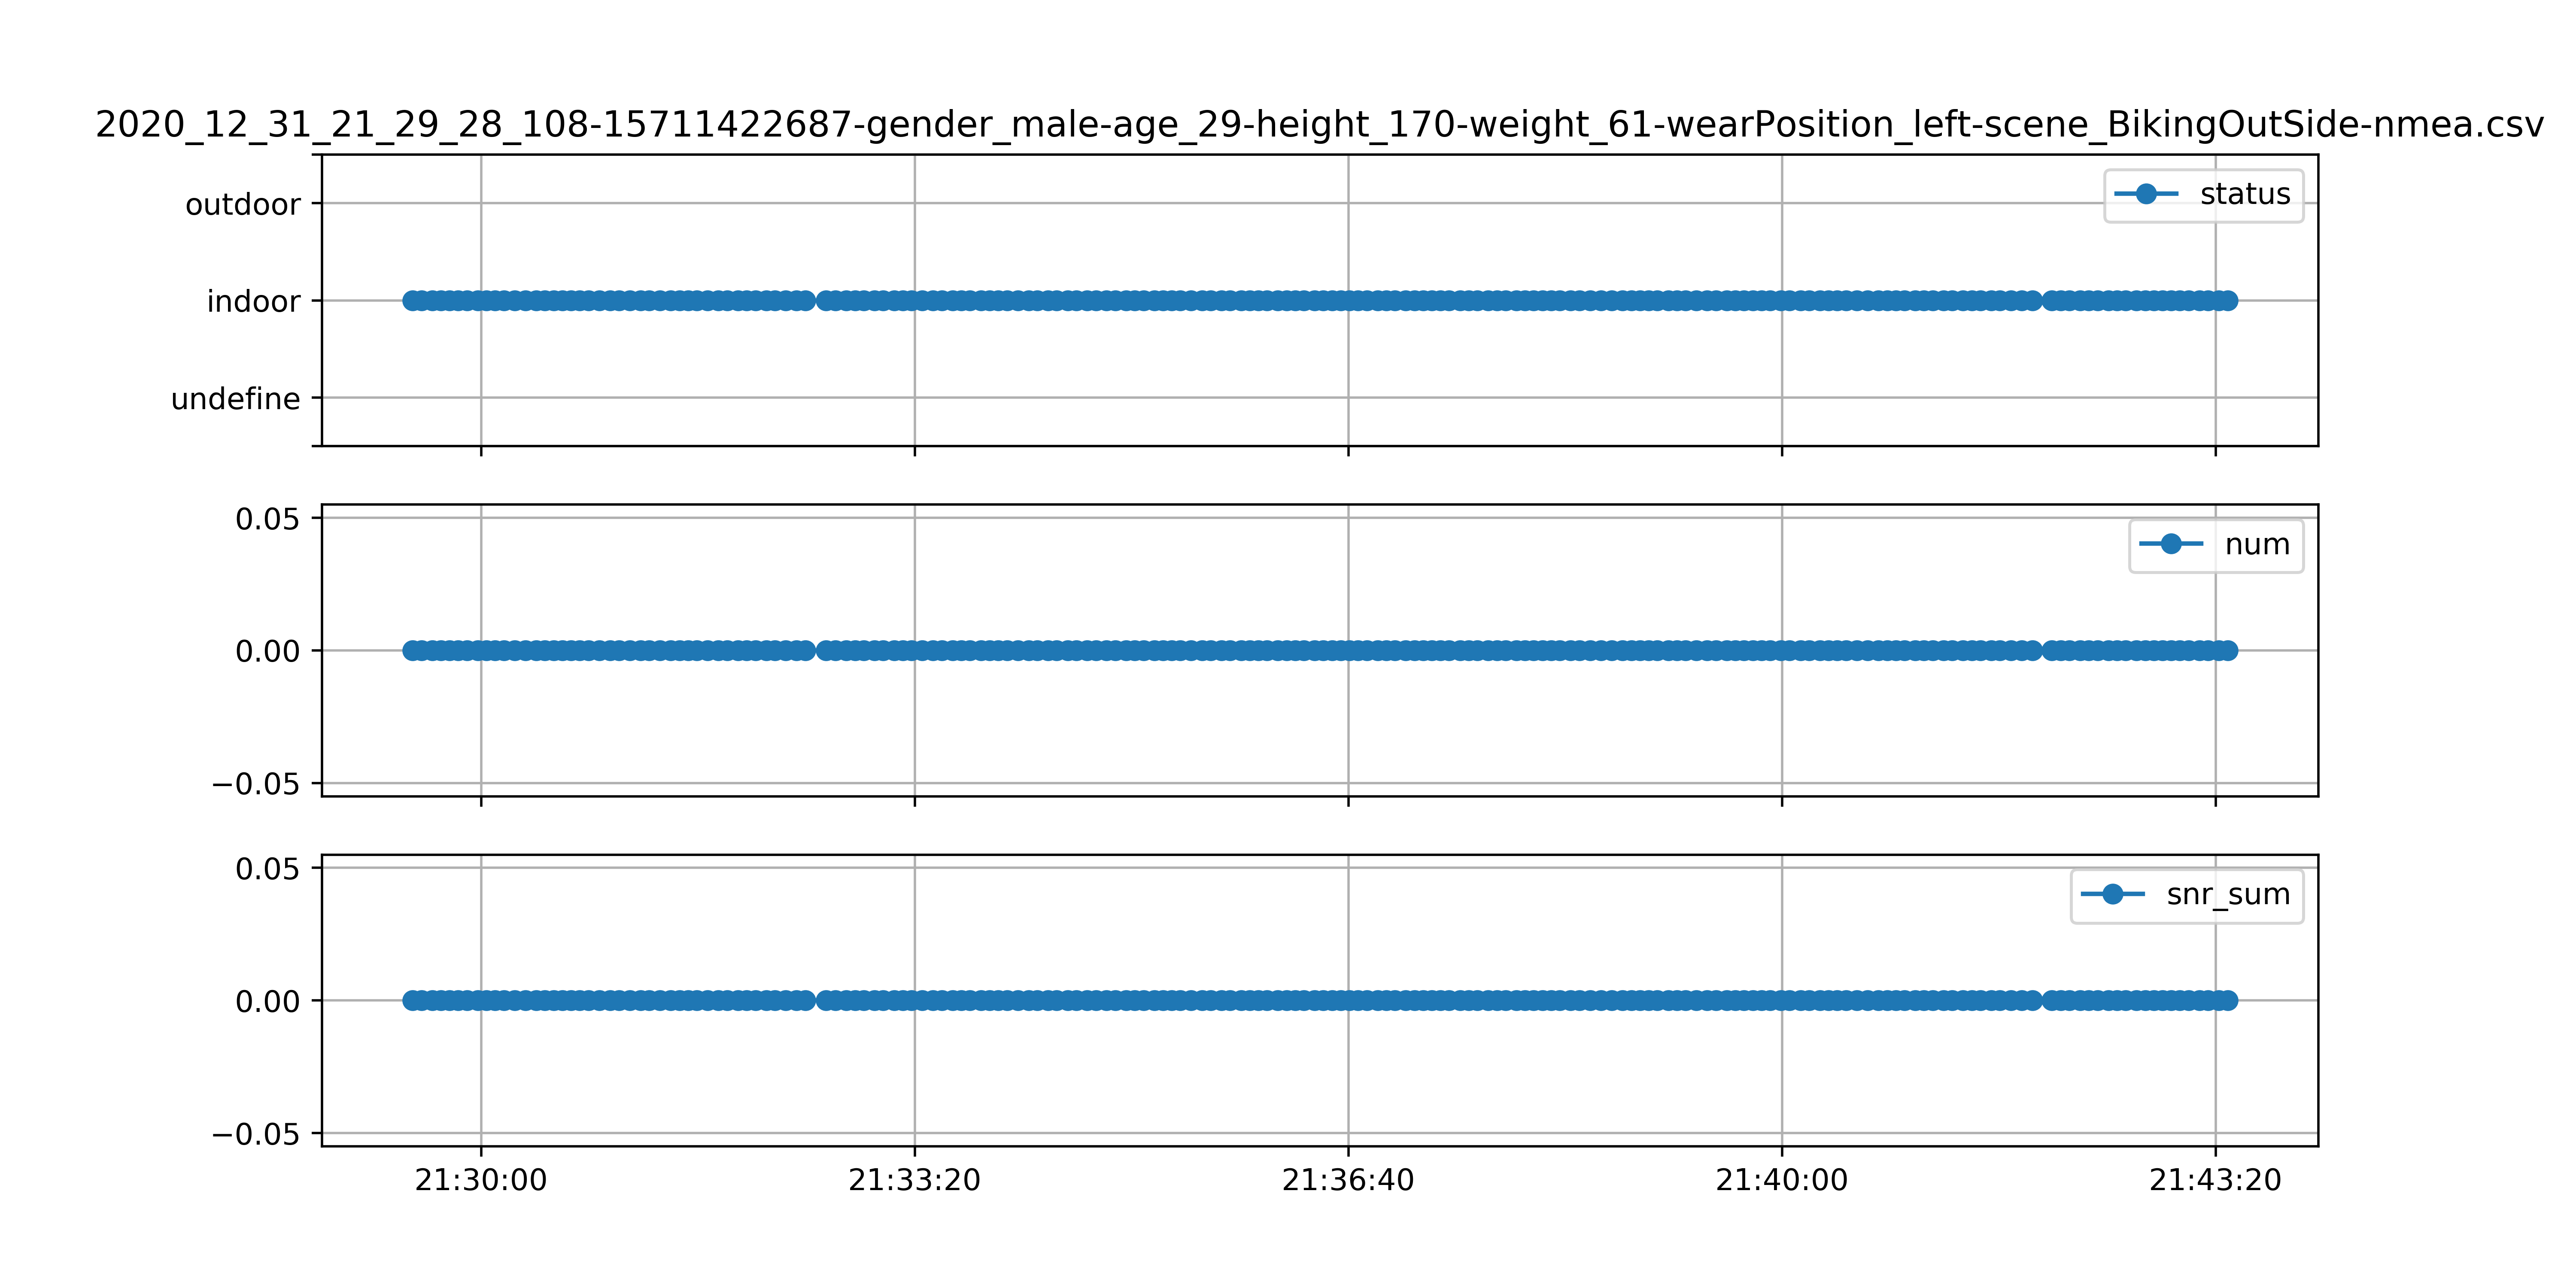 2020_12_31_21_29_28_108-15711422687-gender_male-age_29-height_170-weight_61-wearPosition_left-scene_BikingOutSide-nmea.csv
outdoor
status
indoor
undefine
0.05
num
0.00
−0.05
0.05
snr_sum
0.00
−0.05
21:30:00 21:33:20 21:36:40 21:40:00 21:43:20